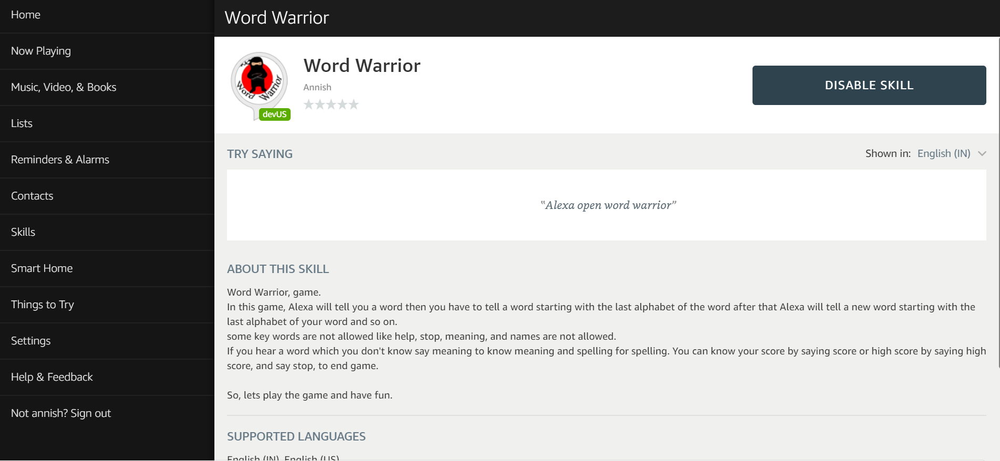 Home
Now Playing
Music, Video, & Books
Lists
Reminders & Alarms
Contacts
Skills
Smart Home
Things to Try
Settings
Help & Feedback
Not annish? Sign out
Word Warrior
Word Warrior
devUS
Word Warrior
Annish
DISABLE SKILL
TRY SAYING
Shown in: English (IN)
“Alexa open word warrior”
ABOUT THIS SKILL
Word Warrior, game.
In this game, Alexa will tell you a word then you have to tell a word starting with the last alphabet of the word after that Alexa will tell a new word starting with the
last alphabet of your word and so on.
some key words are not allowed like help, stop, meaning, and names are not allowed.
If you hear a word which you don't know say meaning to know meaning and spelling for spelling. You can know your score by saying score or high score by saying high
score, and say stop, to end game.
So, lets play the game and have fun.
SUPPORTED LANGUAGES
English (IN), English (US)